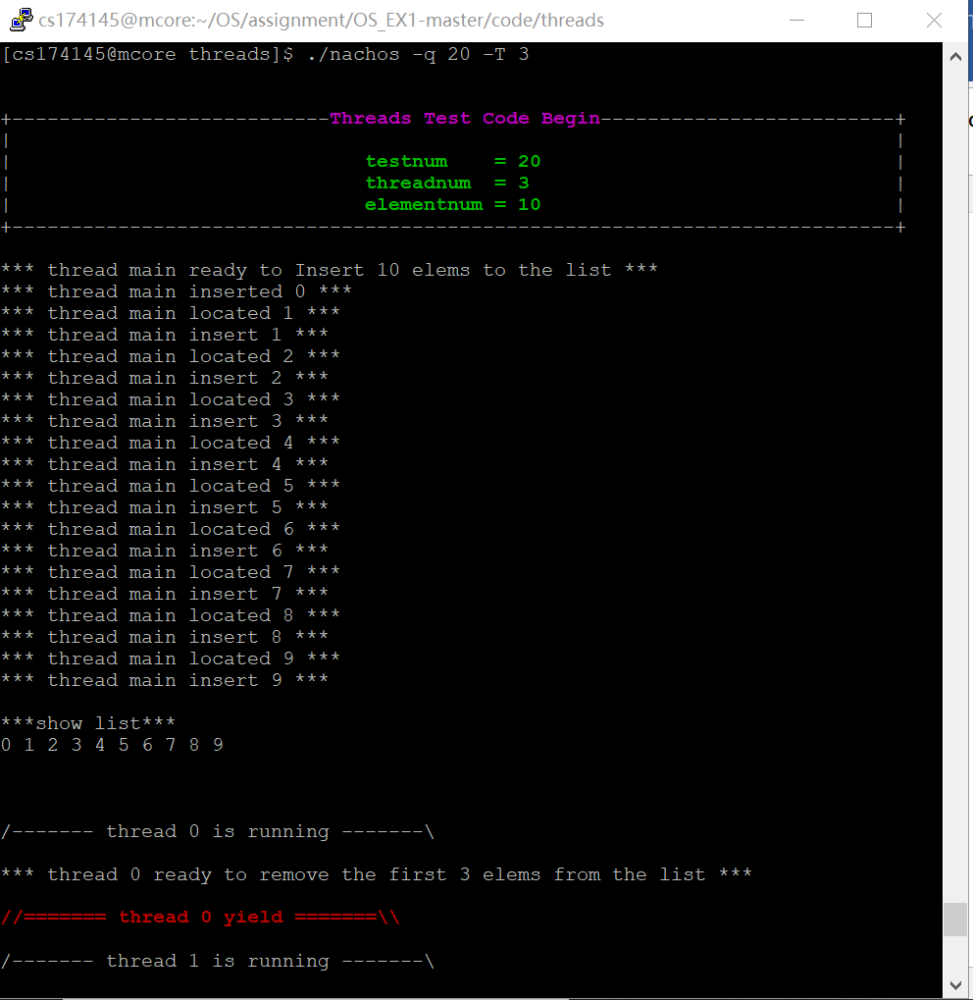 cs174145@mcore:~/OS/assignment/OS_EX1-master/code/threads
[cs174145@mcore threads]$ ./nachos -q 20 -T 3
+---------------------------Threads Test Code Begin-------------------------+
| |
| testnum = 20 |
| threadnum = 3 |
| elementnum = 10 |
+---------------------------------------------------------------------------+
*** thread main ready to Insert 10 elems to the list ***
*** thread main inserted 0 ***
*** thread main located 1 ***
*** thread main insert 1 ***
*** thread main located 2 ***
*** thread main insert 2 ***
*** thread main located 3 ***
*** thread main insert 3 ***
*** thread main located 4 ***
*** thread main insert 4 ***
*** thread main located 5 ***
*** thread main insert 5 ***
*** thread main located 6 ***
*** thread main insert 6 ***
*** thread main located 7 ***
*** thread main insert 7 ***
*** thread main located 8 ***
*** thread main insert 8 ***
*** thread main located 9 ***
*** thread main insert 9 ***
***show list***
0 1 2 3 4 5 6 7 8 9
/------- thread 0 is running -------\
*** thread 0 ready to remove the first 3 elems from the list ***
//======= thread 0 yield =======\\
/------- thread 1 is running -------\